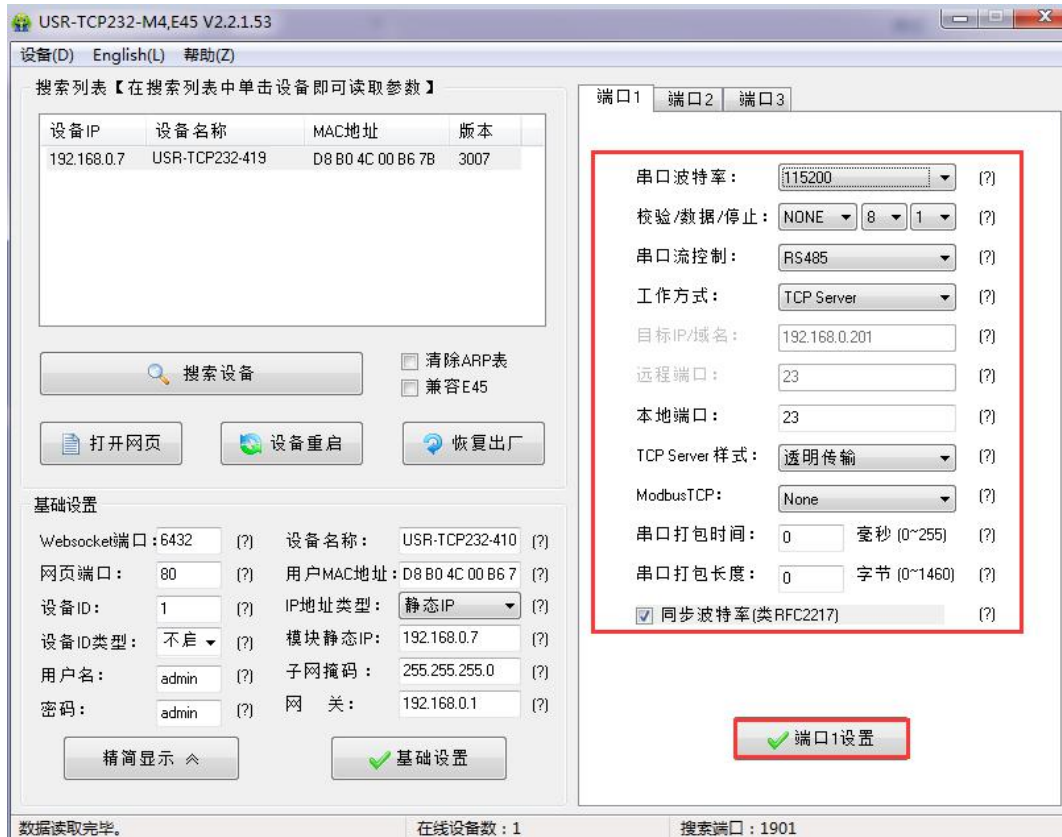 USR-TCP232-M4,E45 V2.2.1.53
设备(D) English(L) 帮助(Z)
搜索列表【在搜索列表中单击设备即可读取参数】
设备IP 设备名称 MAC地址 版本
192.168.0.7 USR-TCP232-419 D8 B0 4C 00 B6 7B 3007
搜索设备
清除ARP表
兼容E45
打开网页 设备重启 恢复出厂
基础设置
Websocket端口: 6432 (?) 设备名称: USR-TCP232-410 (?)
网页端口: 80 (?) 用户MAC地址: D8 B0 4C 00 B6 7 (?)
设备ID: 1 (?) IP地址类型: 静态IP (?)
设备ID类型: 不启 (?) 模块静态IP: 192.168.0.7 (?)
用户名: admin (?) 子网掩码: 255.255.255.0 (?)
密码: admin (?) 网 关: 192.168.0.1 (?)
精简显示 基础设置
端口1 端口2 端口3
串口波特率: 115200 (?)
校验/数据/停止: NONE 8 1 (?)
串口流控制: RS485 (?)
工作方式: TCP Server (?)
目标IP/域名: 192.168.0.201 (?)
远程端口: 23 (?)
本地端口: 23 (?)
TCP Server 样式: 透明传输 (?)
ModbusTCP: None (?)
串口打包时间: 0 毫秒 (0~255) (?)
串口打包长度: 0 字节 (0~1460) (?)
同步波特率(类RFC2217) (?)
端口1设置
数据读取完毕。 在线设备数：1 搜索端口：1901